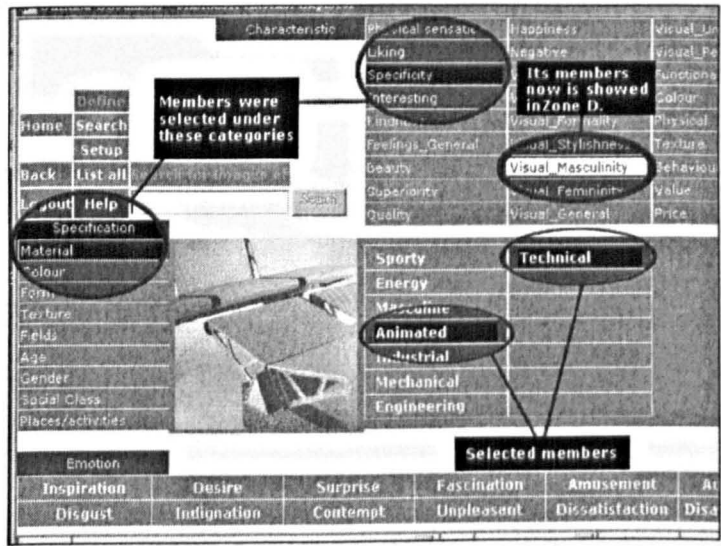 Characteristic
Physical sensatio
Happiness
Liking
Negative
Specificity
Interesting
Members were
selected under
these categories
Its members
now is showed
inZone D.
Functiona
Colour
Physical
Define
Home Search
Setup
Back List all
Logout Help
Search
Feelings_General
Visual_Formality
Visual_Stylishness
Texture
Beauty
Visual_Masculinity
Behaviou
Superiority
Visual_Femininity
Value
Quality
Visual_General
Price
Specification
Material
Colour
Form
Texture
Fields
Age
Gender
Social Class
Places/activities
Sporty
Technical
Energy
Masculine
Animated
Industrial
Mechanical
Engineering
Selected members
Emotion
Inspiration Desire Surprise Fascination Amusement
Disgust Indignation Contempt Unpleasent Dissatisfaction Disa